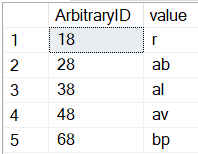 ArbitraryID value
1 18 r
2 28 ab
3 38 al
4 48 av
5 68 bp